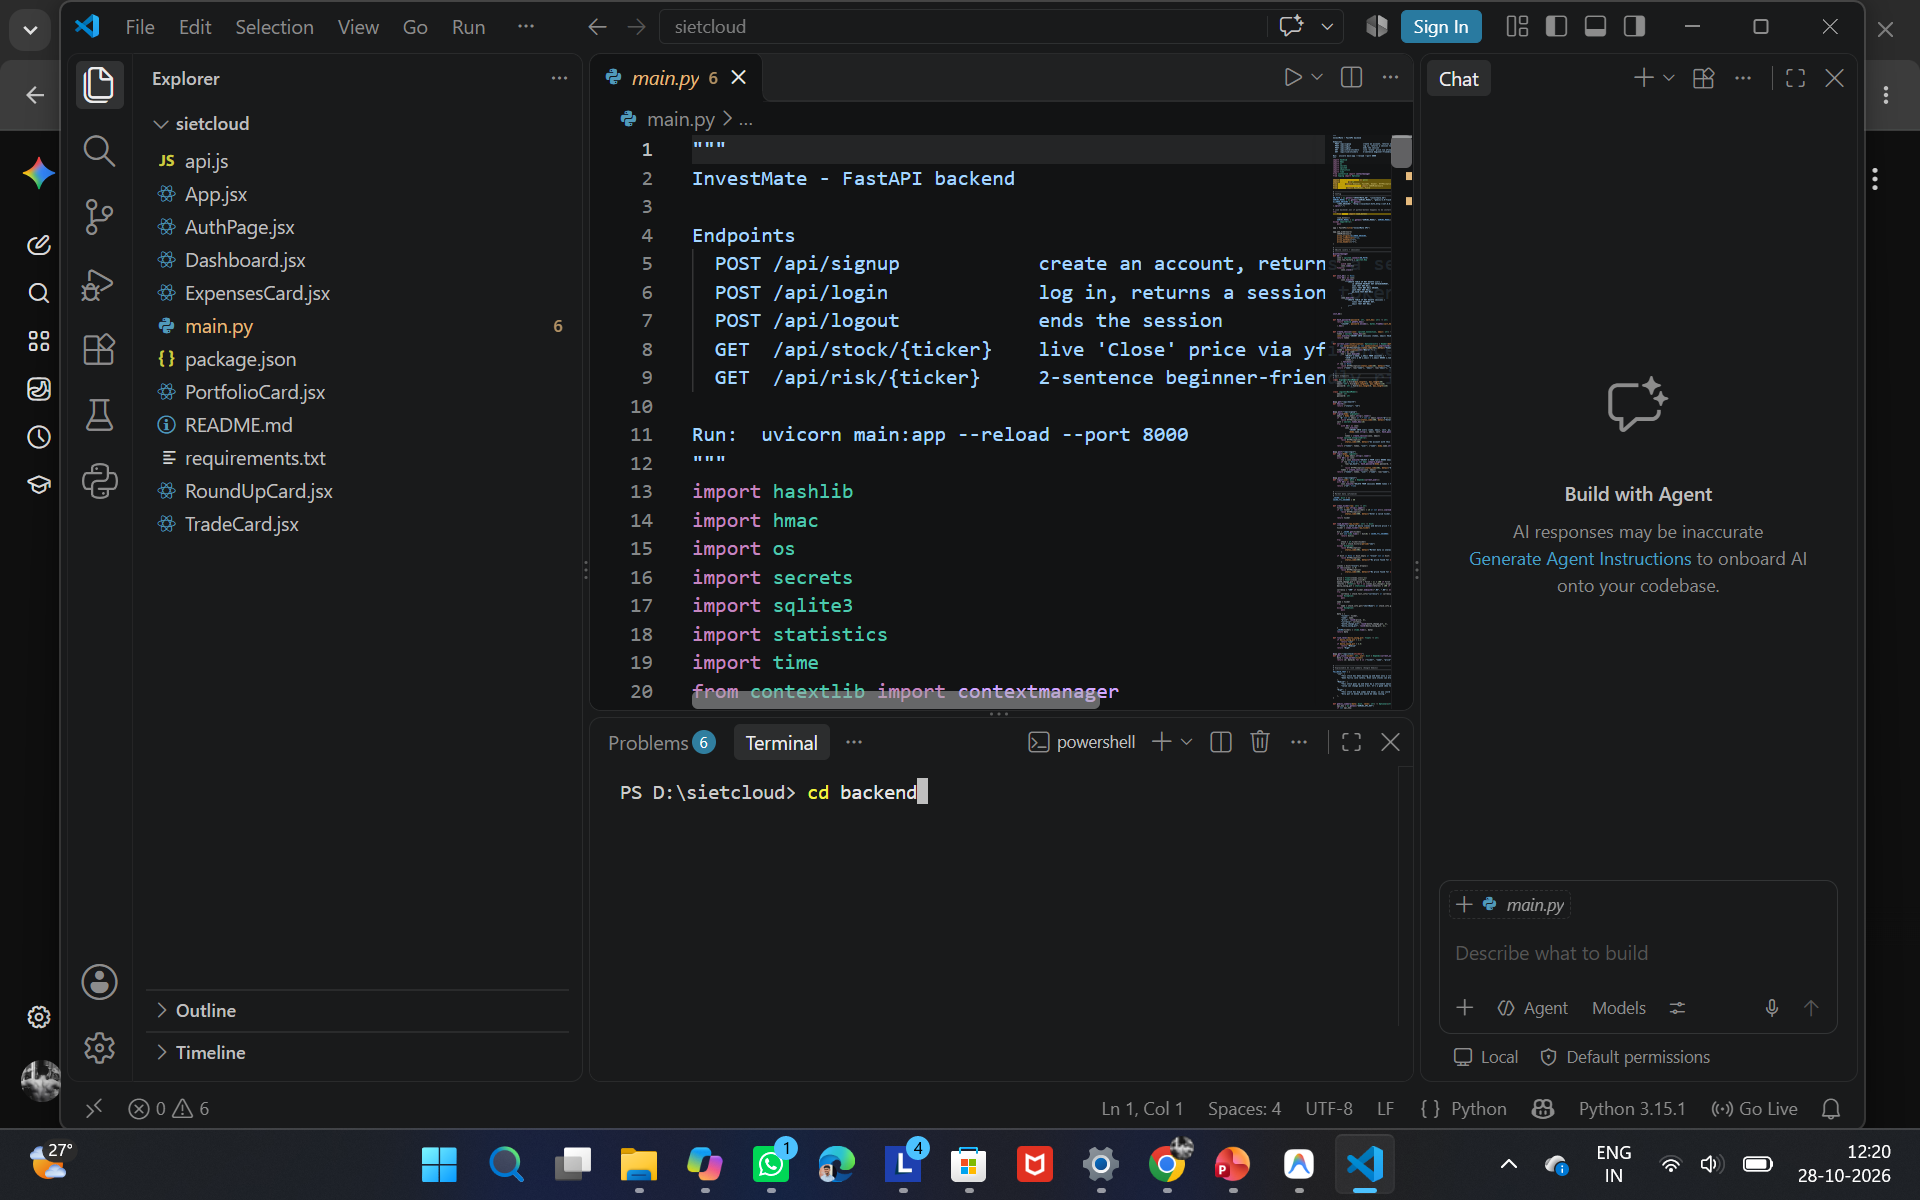 File Edit Selection View Go Run ···
sietcloud
Sign In
Explorer
sietcloud
JS api.js
App.jsx
AuthPage.jsx
Dashboard.jsx
ExpensesCard.jsx
main.py 6
{} package.json
PortfolioCard.jsx
README.md
requirements.txt
RoundUpCard.jsx
TradeCard.jsx
Outline
Timeline
main.py 6
main.py > ...
1 """
2 InvestMate - FastAPI backend
3
4 Endpoints
5 POST /api/signup create an account, return
6 POST /api/login log in, returns a session
7 POST /api/logout ends the session
8 GET /api/stock/{ticker} live 'Close' price via yf
9 GET /api/risk/{ticker} 2-sentence beginner-frien
10
11 Run: uvicorn main:app --reload --port 8000
12 """
13 import hashlib
14 import hmac
15 import os
16 import secrets
17 import sqlite3
18 import statistics
19 import time
20 from contextlib import contextmanager
Problems 6 Terminal ···
powershell
PS D:\sietcloud> cd backend
Chat
Build with Agent
AI responses may be inaccurate
Generate Agent Instructions to onboard AI
onto your codebase.
main.py
Describe what to build
Agent Models
Local Default permissions
0 6
Ln 1, Col 1 Spaces: 4 UTF-8 LF {} Python Python 3.15.1 Go Live
27°
1
L 4
P
ENG
IN
12:20
28-10-2026